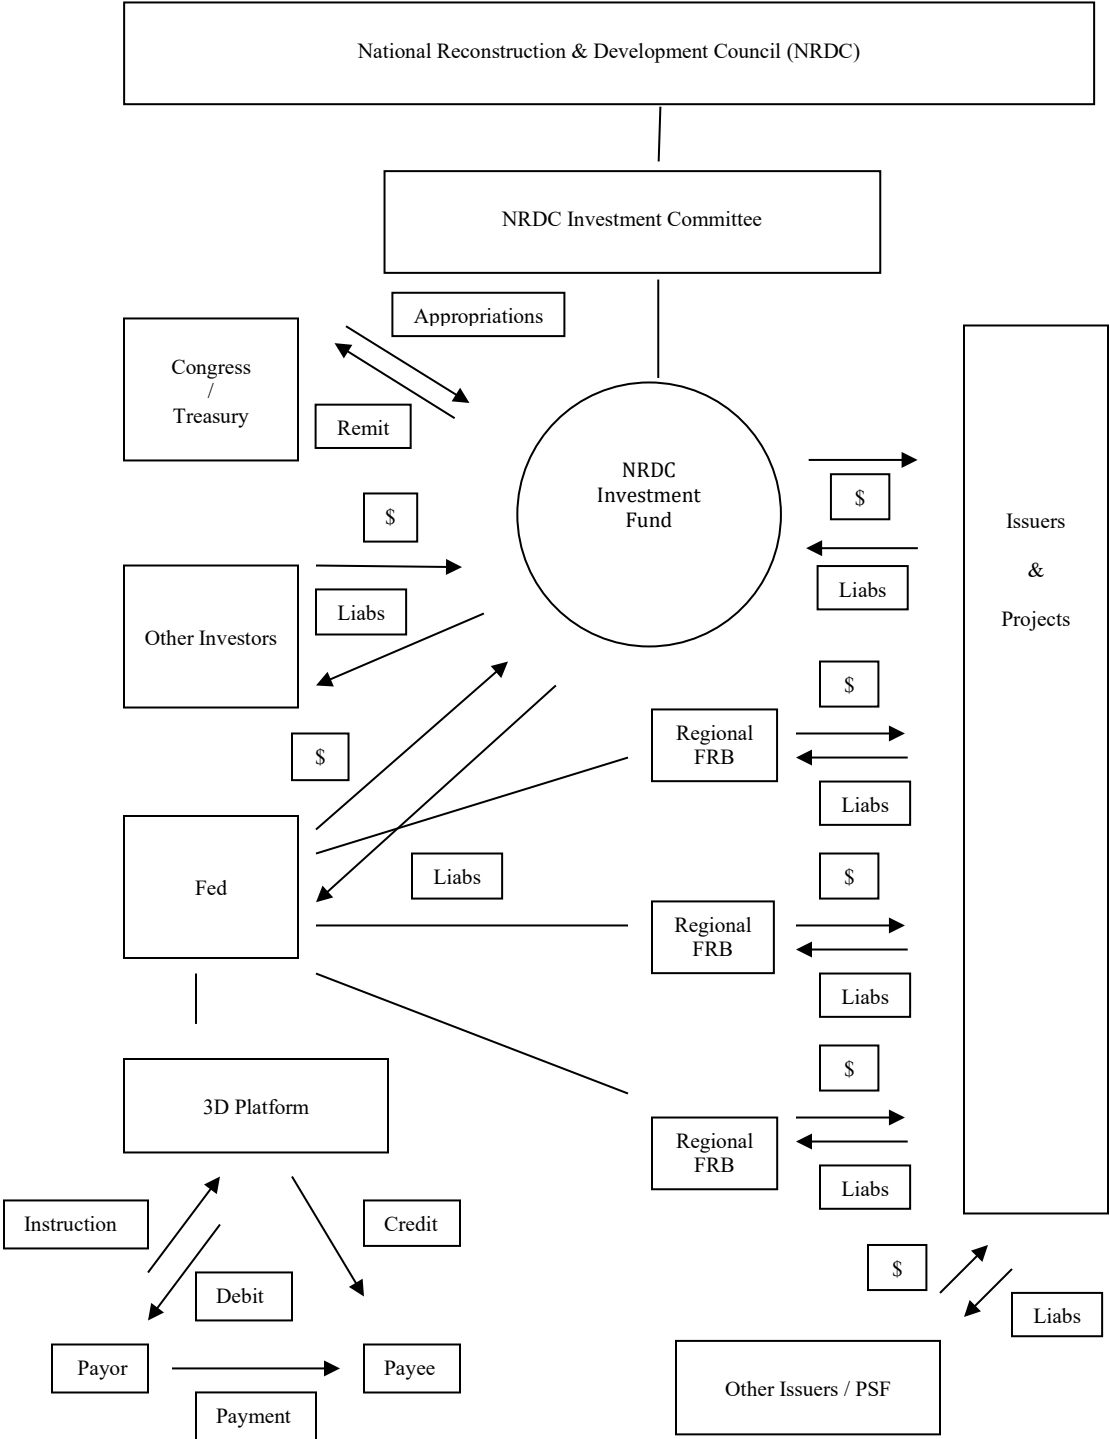 National Reconstruction & Development Council (NRDC)
NRDC Investment Committee
Appropriations
Congress
/
Treasury
Remit
NRDC
Investment
Fund
$
Issuers
&
Projects
$
Liabs
Liabs
Other Investors
$
$
Regional
FRB
Liabs
Fed
Liabs
$
Regional
FRB
Liabs
$
3D Platform
Regional
FRB
Liabs
Instruction
Credit
Debit
$
Liabs
Payor
Payee
Payment
Other Issuers / PSF